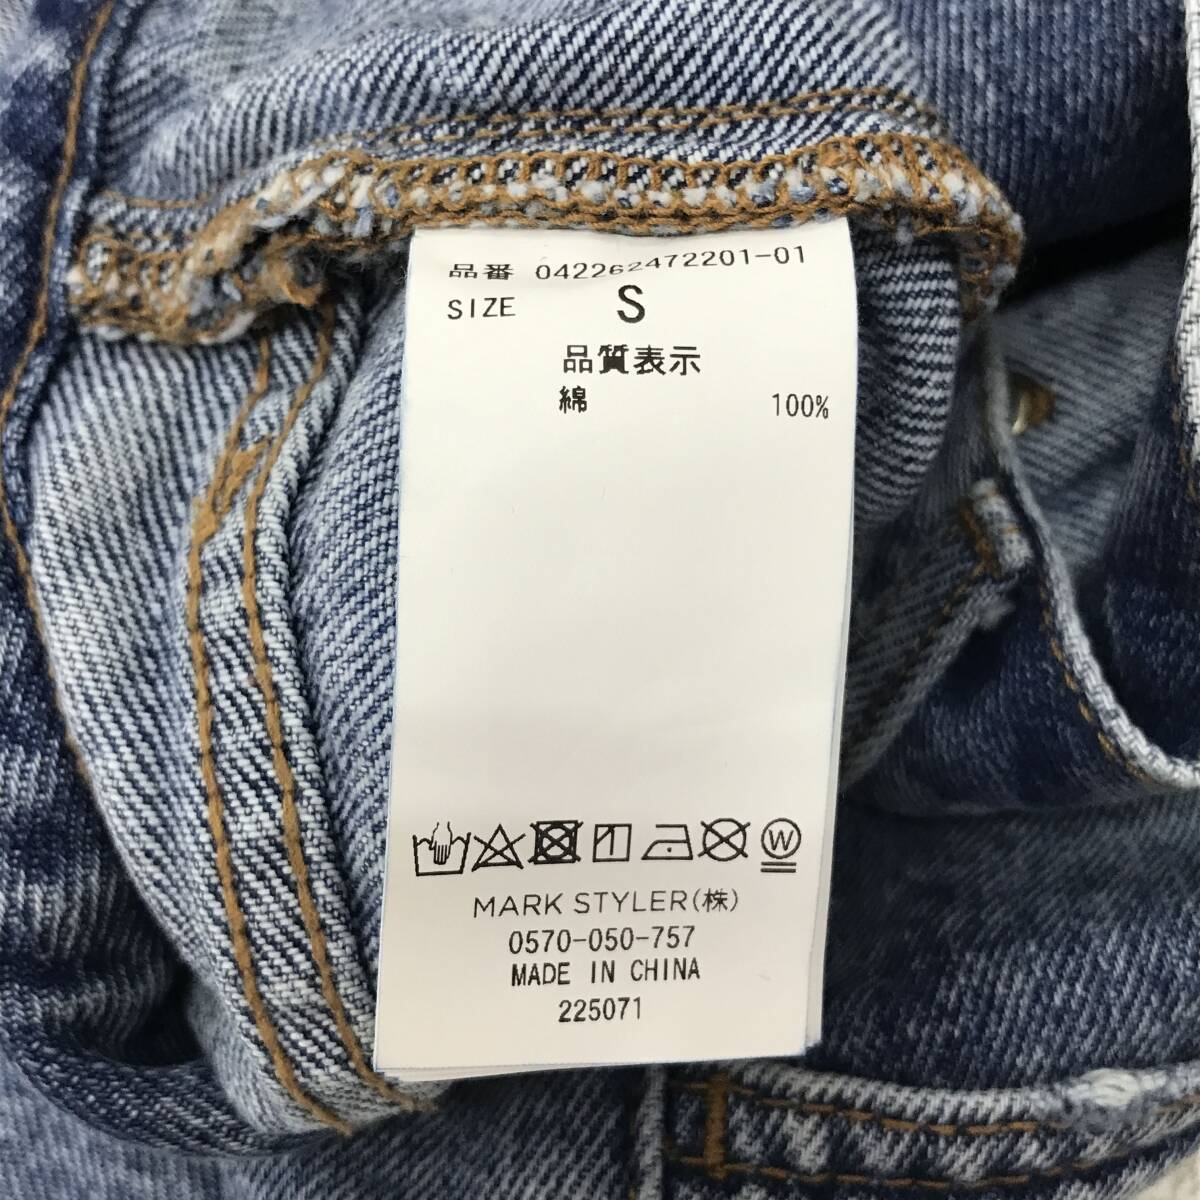 品番 042262472201-01
SIZE S
品質表示
綿 100%
W
MARK STYLER(株)
0570-050-757
MADE IN CHINA
225071